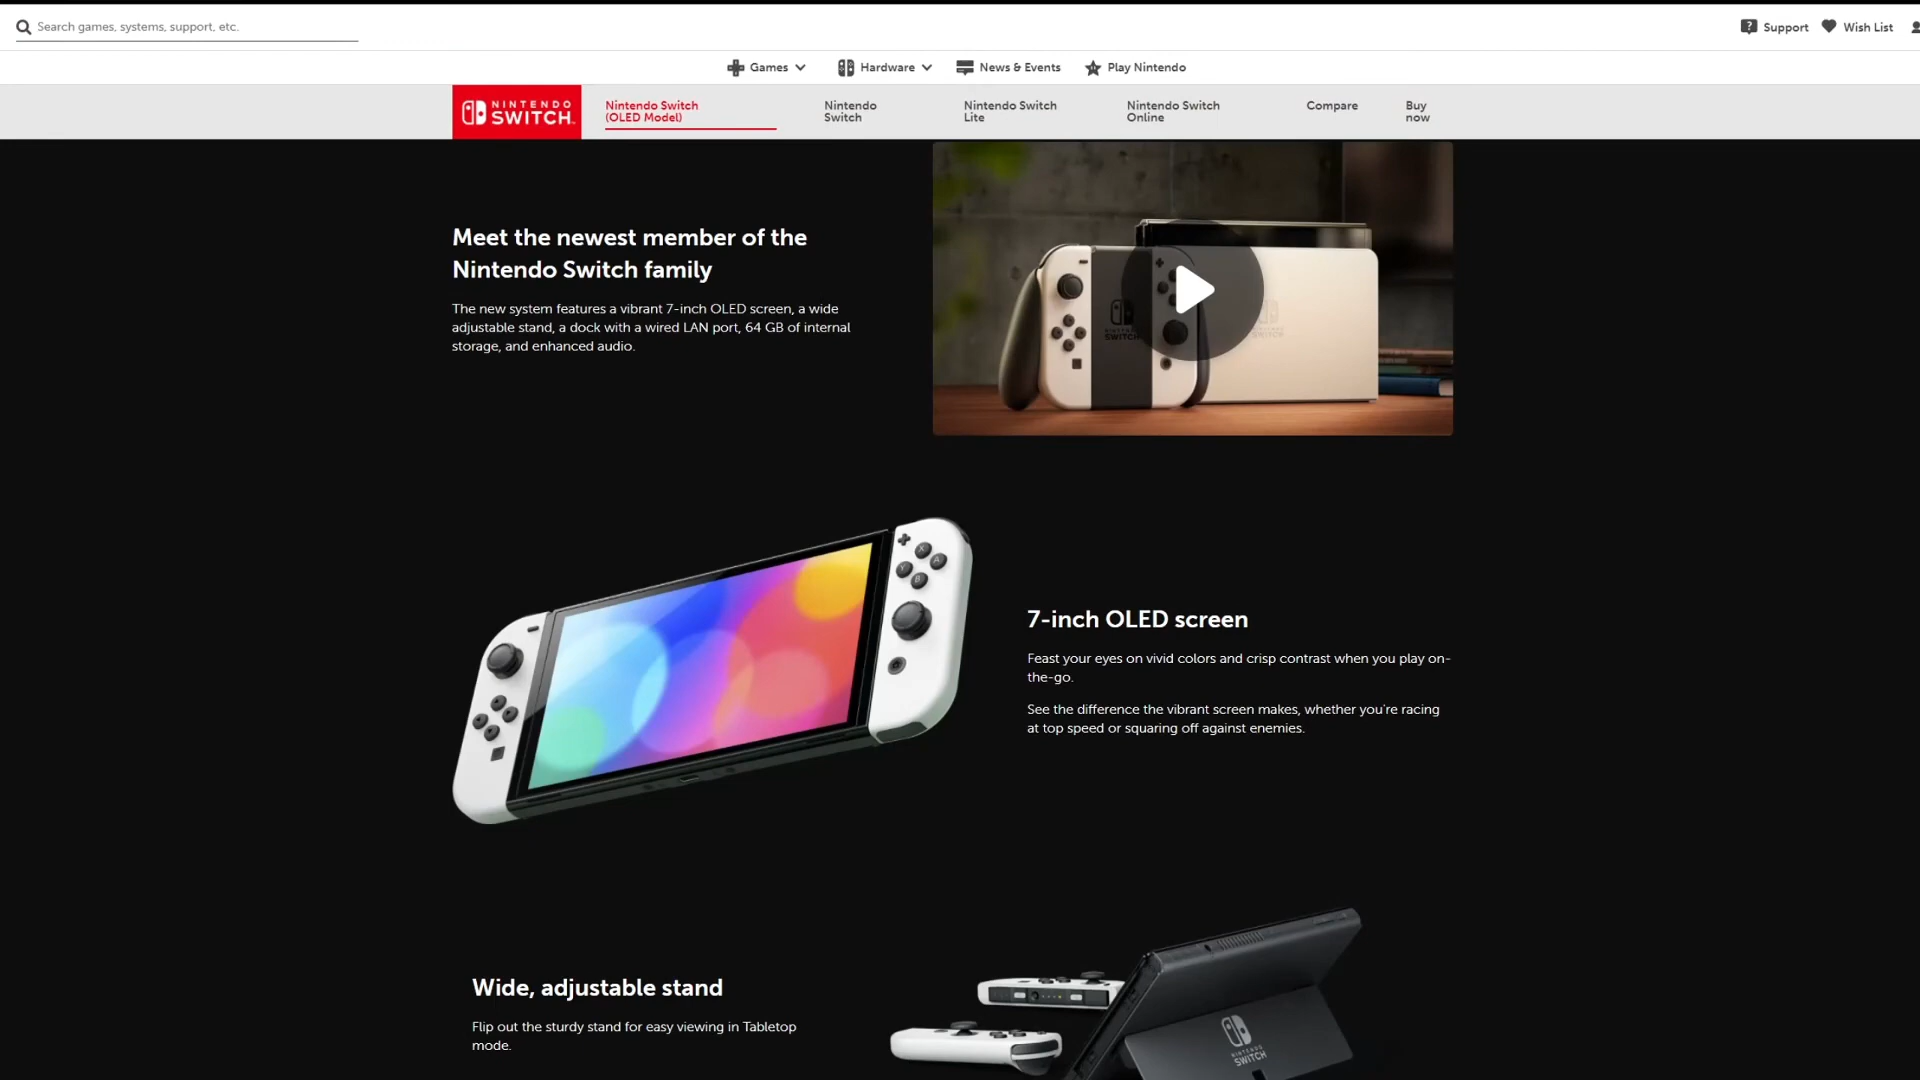 Search games, systems, support, etc.
Support
Wish List
Games
Hardware
News & Events
Play Nintendo
NINTENDO
SWITCH
Nintendo Switch
(OLED Model)
Nintendo
Switch
Nintendo Switch
Lite
Nintendo Switch
Online
Compare
Buy
now
Meet the newest member of the
Nintendo Switch family
The new system features a vibrant 7-inch OLED screen, a wide
adjustable stand, a dock with a wired LAN port, 64 GB of internal
storage, and enhanced audio.
SWITCH
7-inch OLED screen
Feast your eyes on vivid colors and crisp contrast when you play on-
the-go.
See the difference the vibrant screen makes, whether you're racing
at top speed or squaring off against enemies.
X
A
Y
B
Wide, adjustable stand
Flip out the sturdy stand for easy viewing in Tabletop
mode.
NINTENDO
SWITCH